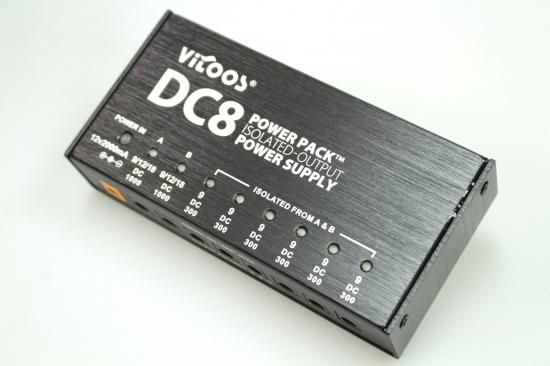 ViTOOS®
DC8
POWER PACK™
ISOLATED-OUTPUT
POWER SUPPLY
POWER IN
A
B
ISOLATED FROM A & B
12v2000mA
9/12/18
DC
1000
9/12/18
DC
1000
9
DC
300
9
DC
300
9
DC
300
9
DC
300
9
DC
300
9
DC
300